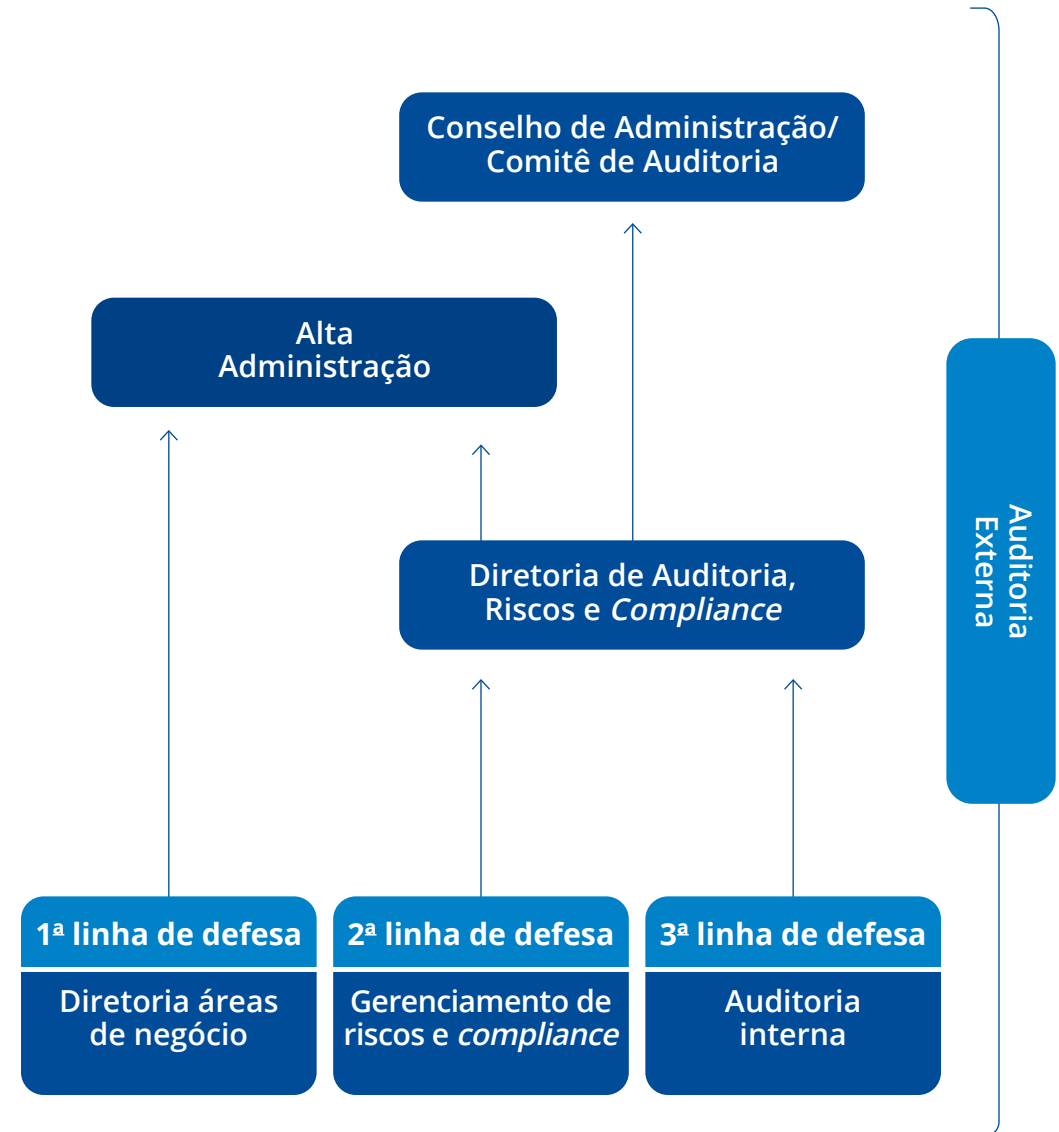 Conselho de Administração/
Comitê de Auditoria
Alta
Administração
Diretoria de Auditoria,
Riscos e Compliance
Auditoria
Externa
1ª linha de defesa
Diretoria áreas
de negócio
2ª linha de defesa
Gerenciamento de
riscos e compliance
3ª linha de defesa
Auditoria
interna